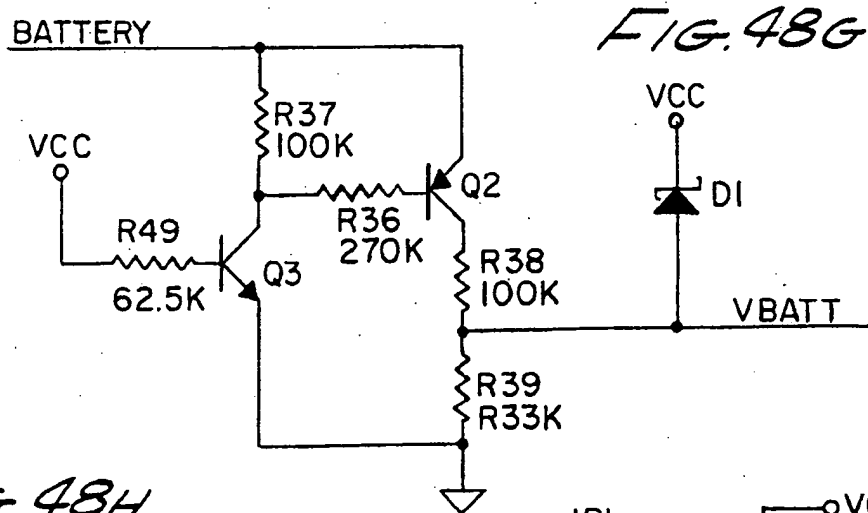 BATTERY
FIG. 48G
R37
100K
VCC
VCC
D1
Q2
R36
270K
R49
62.5K
Q3
R38
100K
VBATT
R39
R33K
48H